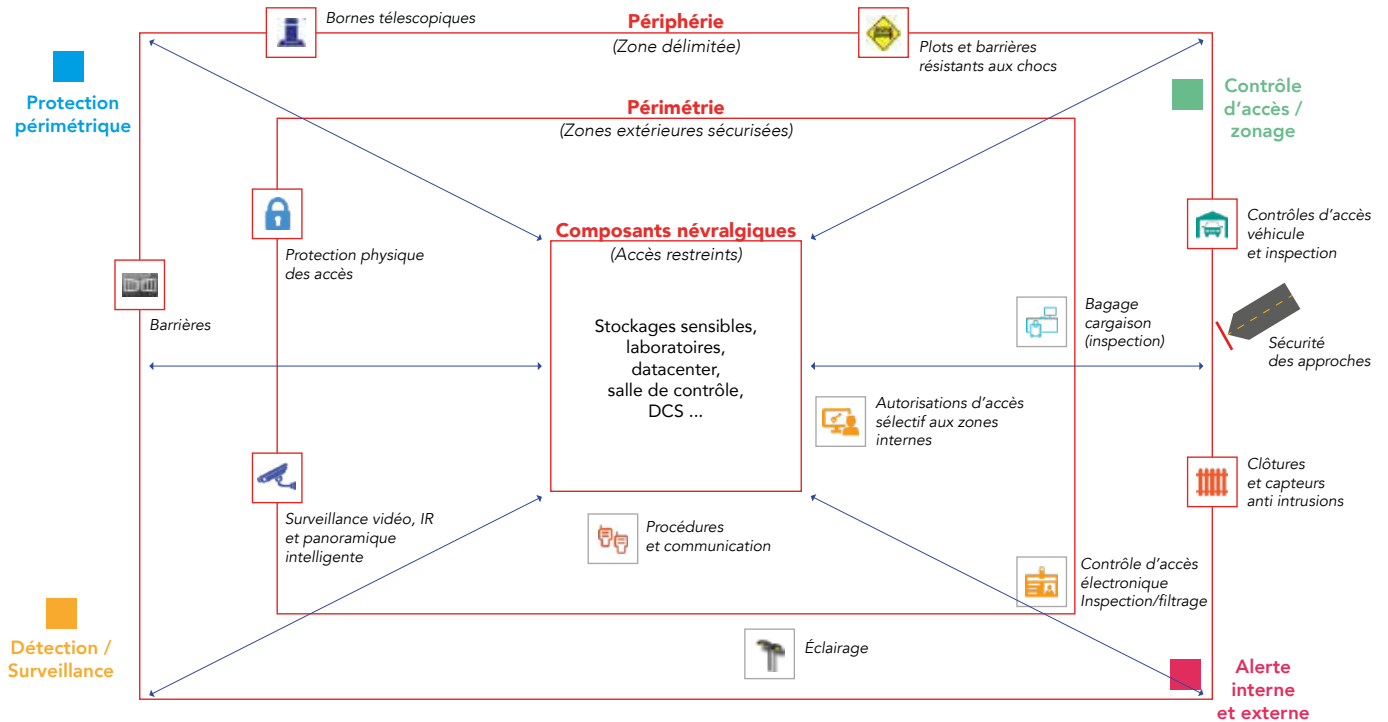 Bornes télescopiques
Périphérie
(Zone délimitée)
Plots et barrières
résistants aux chocs
Protection
périmétrique
Contrôle
d'accès /
zonage
Périmétrie
(Zones extérieures sécurisées)
Composants névralgiques
(Accès restreints)
Protection physique
des accès
Contrôles d'accès
véhicule
et inspection
Barrières
Stockages sensibles,
laboratoires,
datacenter,
salle de contrôle,
DCS ...
Bagage
cargaison
(inspection)
Sécurité
des approches
Autorisations d'accès
sélectif aux zones
internes
Clôtures
et capteurs
anti intrusions
Surveillance vidéo, IR
et panoramique
intelligente
Procédures
et communication
Contrôle d'accès
électronique
Inspection/filtrage
Détection /
Surveillance
Éclairage
Alerte
interne
et externe